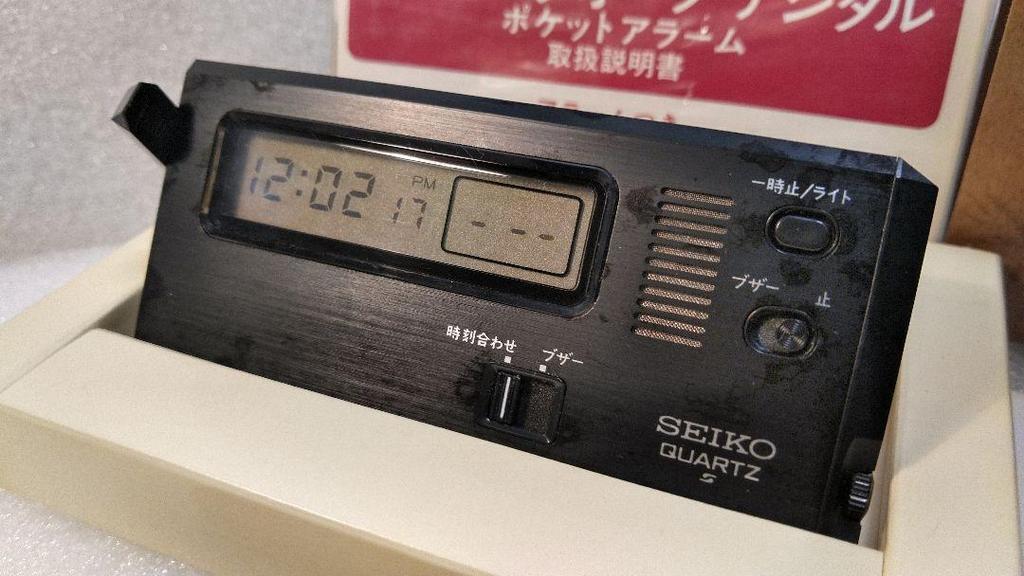 ポケットアラーム
取扱説明書
12:02 PM 17
- --
一時止/ライト
ブザー 止
時刻合わせ ブザー
SEIKO
QUARTZ